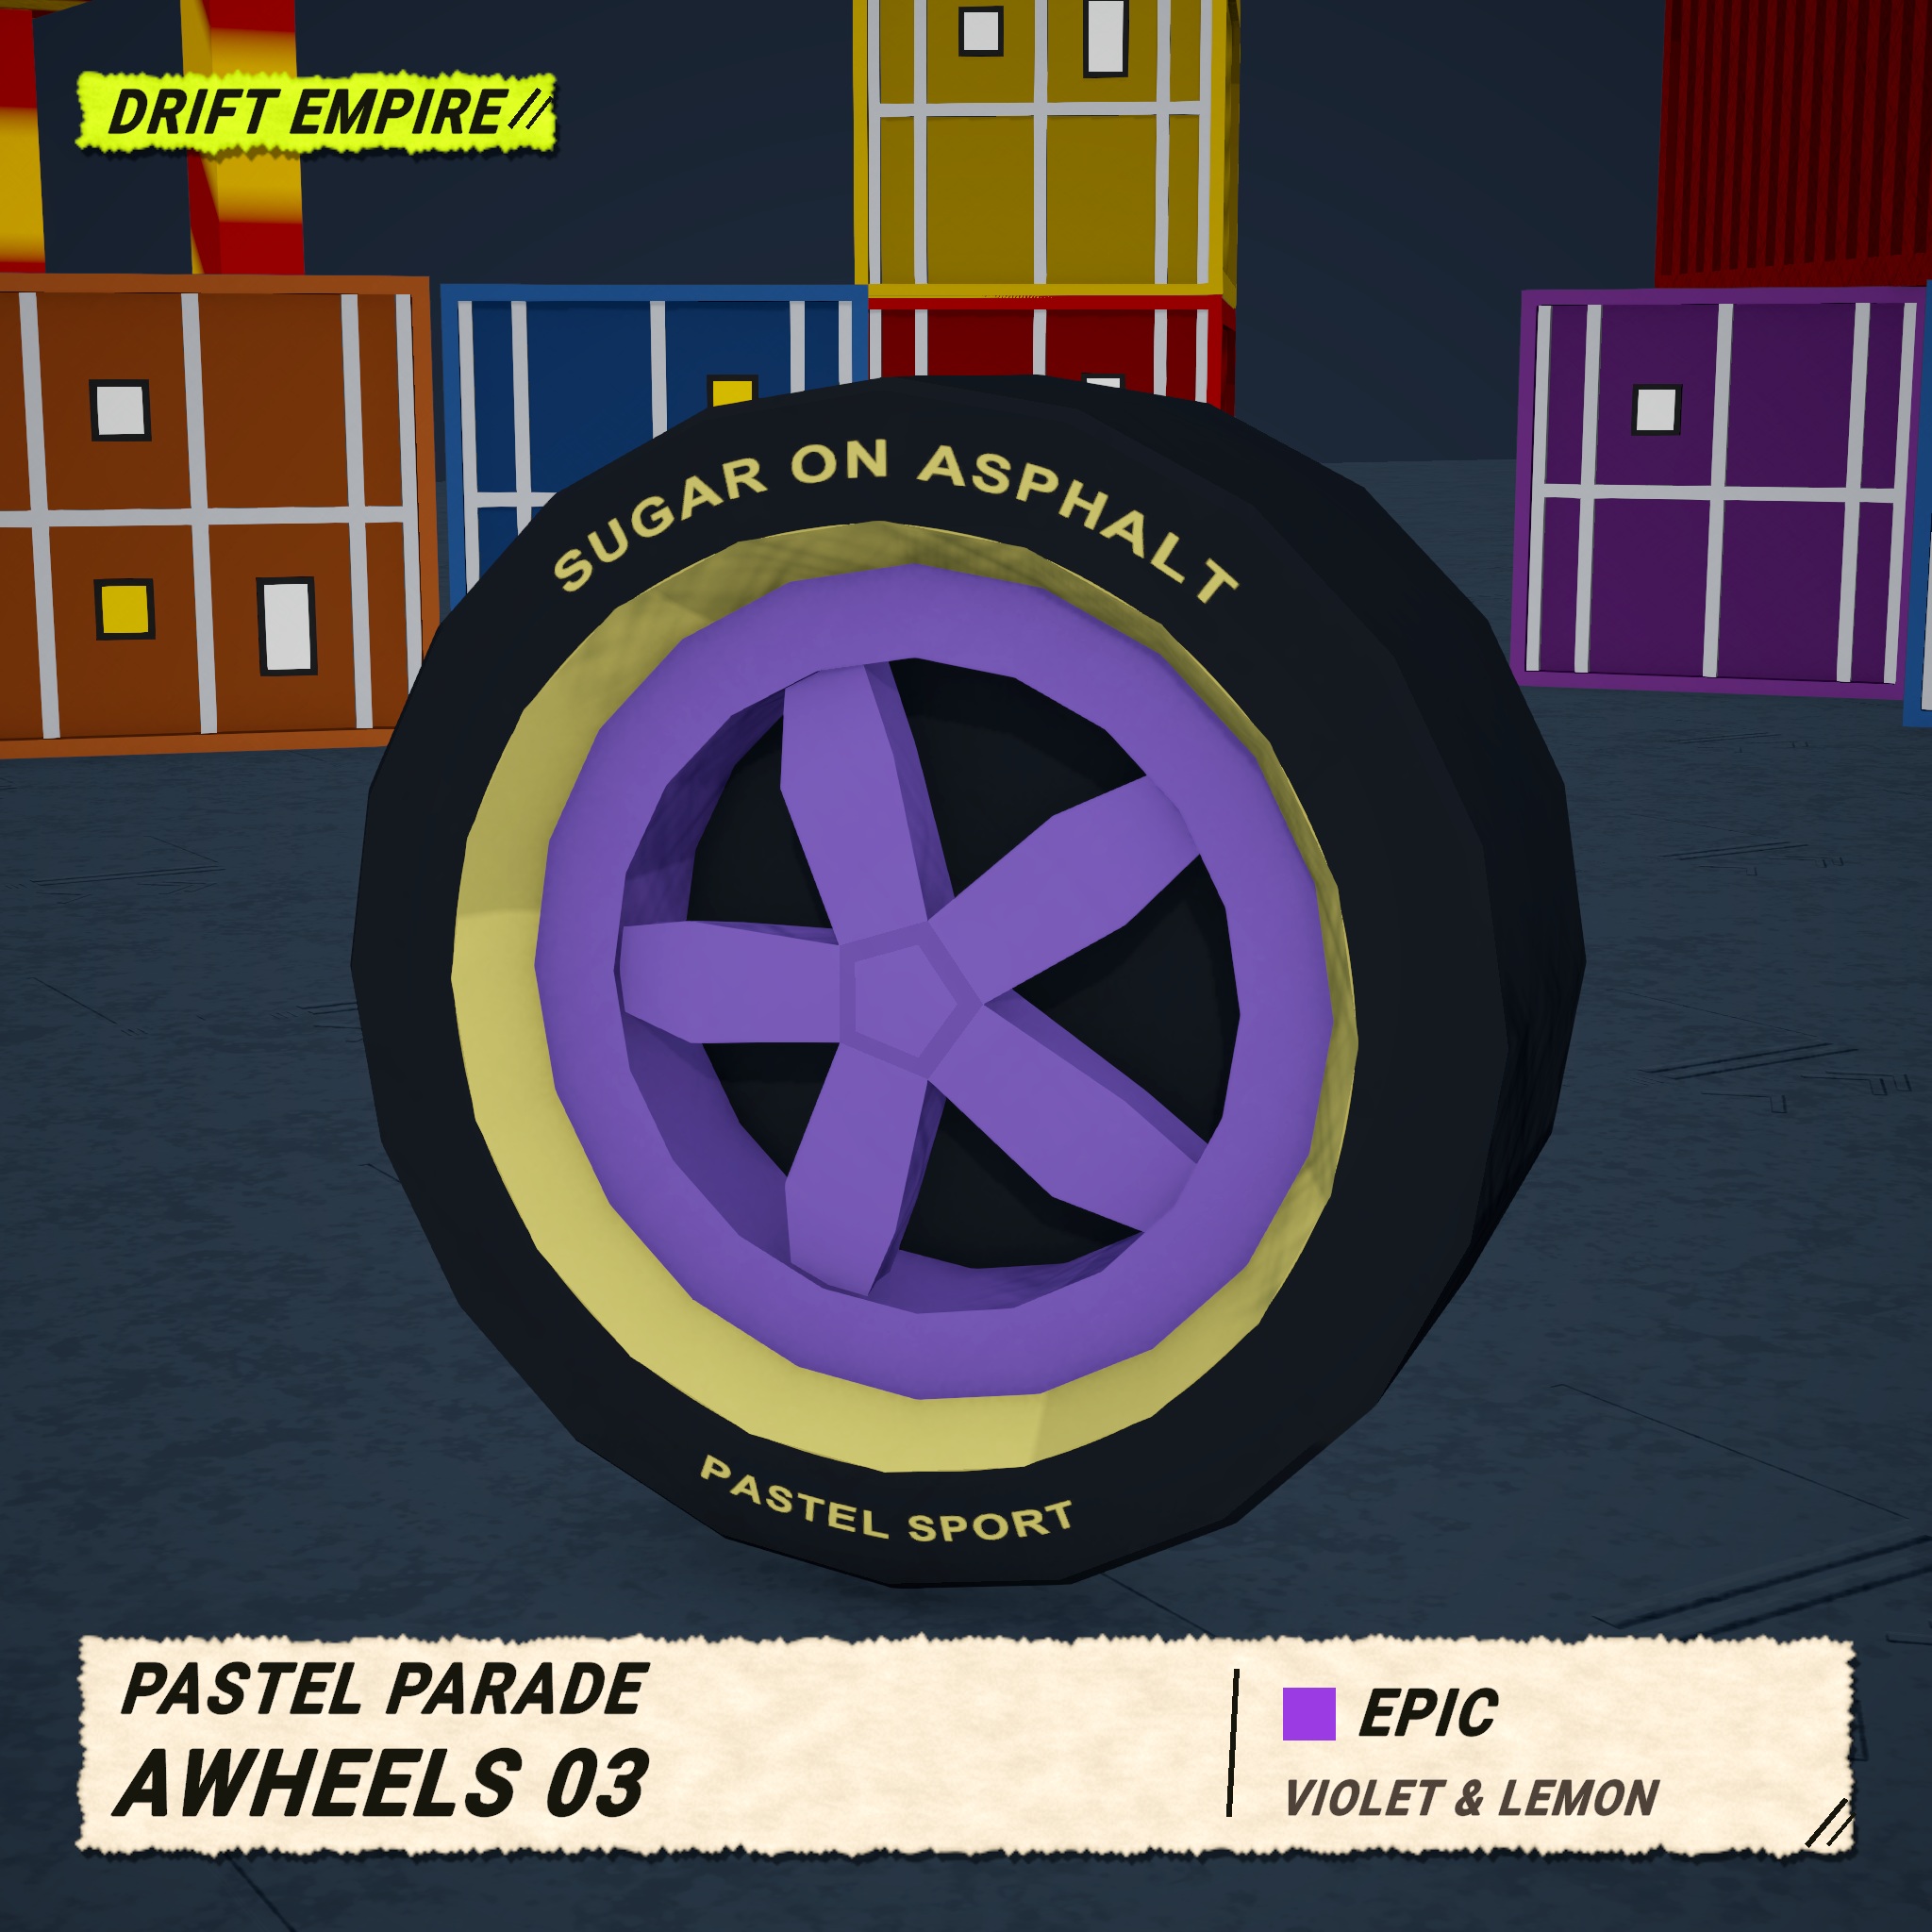 DRIFT EMPIRE//
SUGAR ON ASPHALT
PASTEL SPORT
PASTEL PARADE
AWHEELS 03
EPIC
VIOLET & LEMON